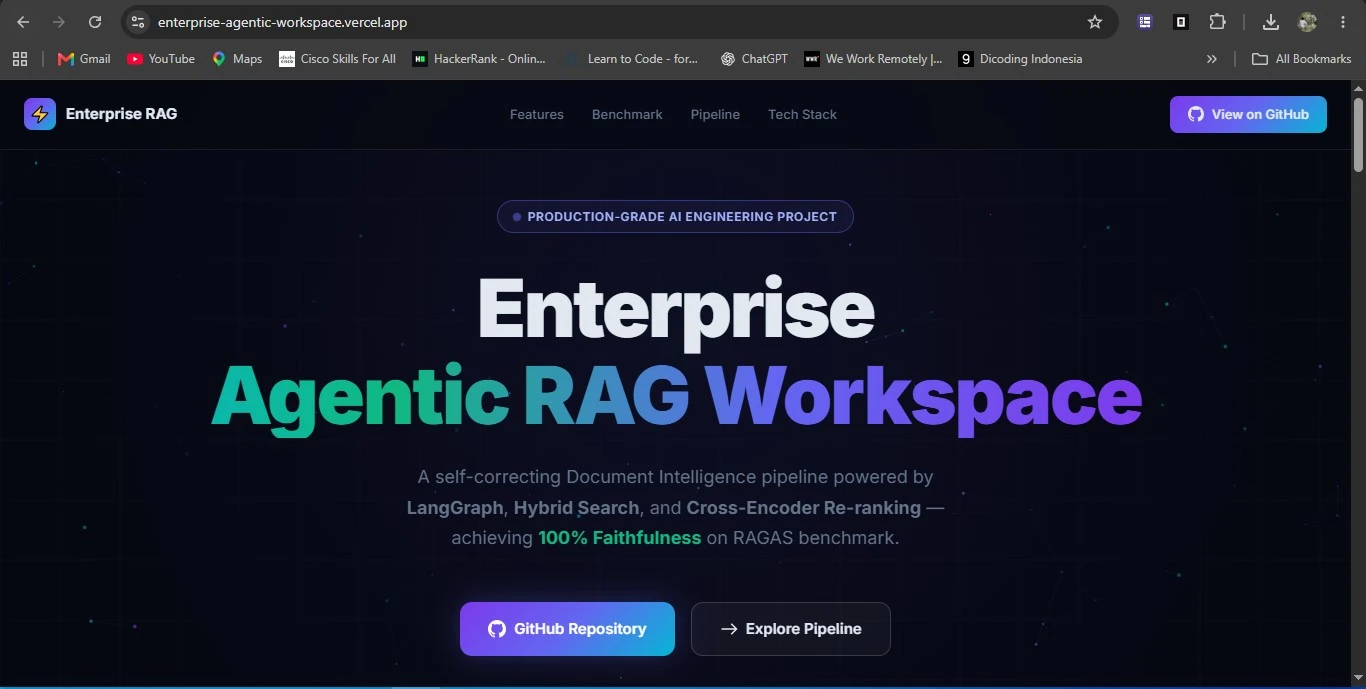 enterprise-agentic-workspace.vercel.app
Gmail
YouTube
Maps
Cisco Skills For All
HackerRank - Onlin...
Learn to Code - for...
ChatGPT
We Work Remotely |...
Dicoding Indonesia
»
All Bookmarks
Enterprise RAG
Features
Benchmark
Pipeline
Tech Stack
View on GitHub
PRODUCTION-GRADE AI ENGINEERING PROJECT
Enterprise
Agentic RAG Workspace
A self-correcting Document Intelligence pipeline powered by
LangGraph, Hybrid Search, and Cross-Encoder Re-ranking —
achieving 100% Faithfulness on RAGAS benchmark.
GitHub Repository
→ Explore Pipeline